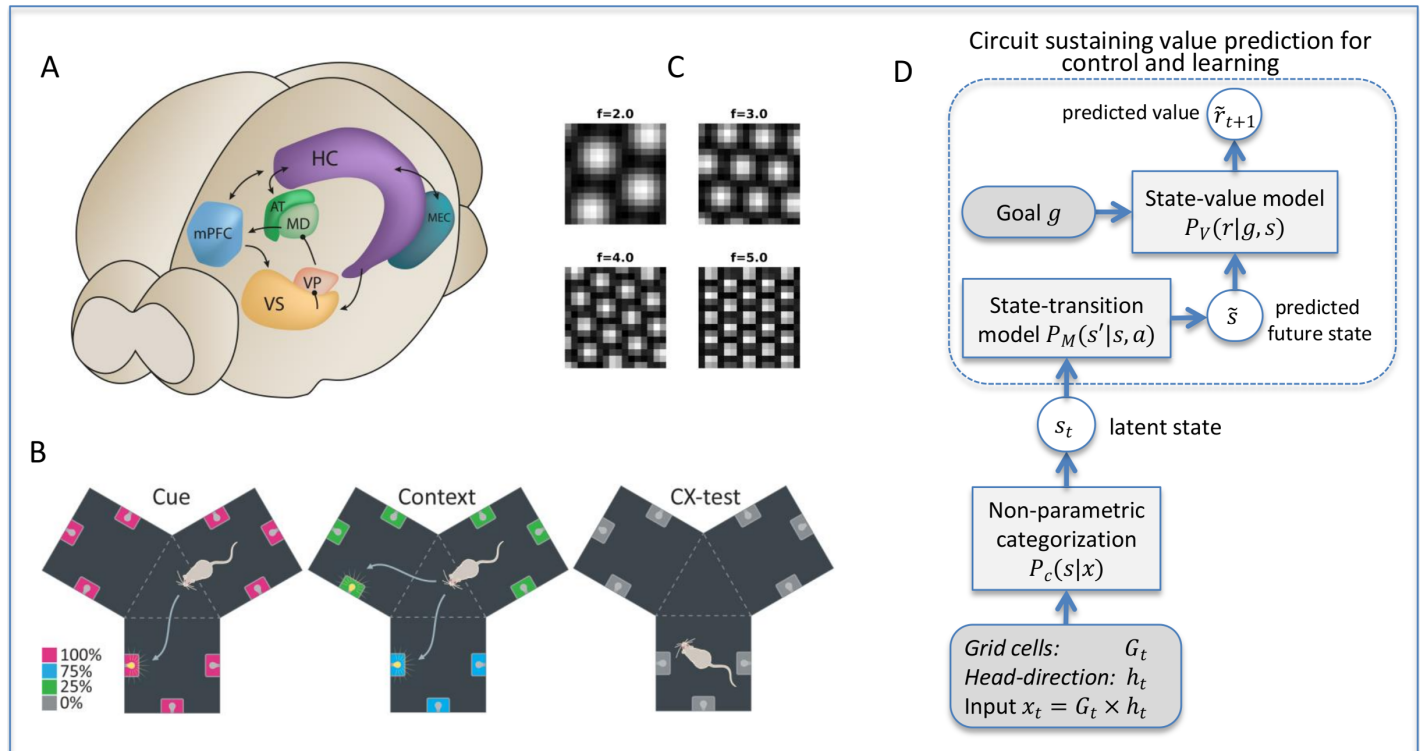 A
HC
AT
MD
MEC
mPFC
VP
VS
B
Cue
Context
CX-test
100%
75%
25%
0%
C
f=2.0
f=3.0
f=4.0
f=5.0
D
Circuit sustaining value prediction for
control and learning
predicted value
r̃ₜ₊₁
Goal g
State-value model
P_V(r|g, s)
State-transition
model P_M(s′|s, a)
s̃
predicted
future state
sₜ
latent state
Non-parametric
categorization
P_c(s|x)
Grid cells: Gₜ
Head-direction: hₜ
Input xₜ = Gₜ × hₜ